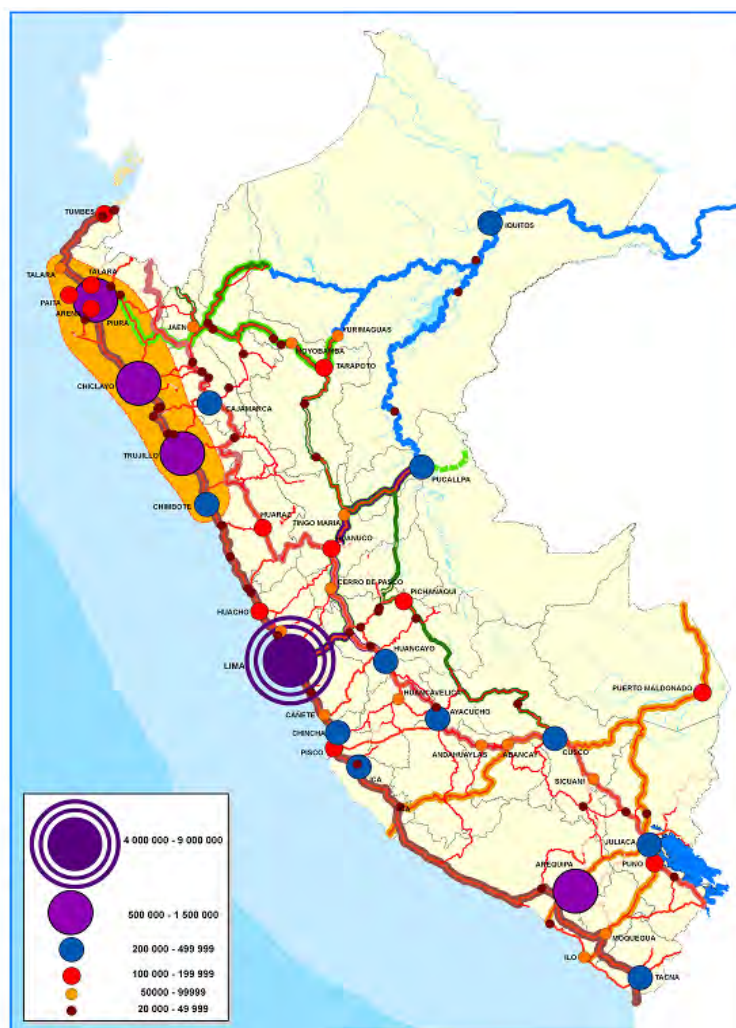 IQUITOS
TUMBES
TALARA
TALARA
PAITA
ARENA
PIURA
JAEN
YURIMAGUAS
MOYOBAMBA
TARAPOTO
CHICLAYO
CAJAMARCA
TRUJILLO
PUCALLPA
CHIMBOTE
HUARAZ
TINGO MARIA
HUANUCO
CERRO DE PASCO
PICHANAQUI
HUACHO
HUANCAYO
LIMA
PUERTO MALDONADO
HUANCAVELICA
CAÑETE
AYACUCHO
CHINCHA
CUSCO
PISCO
ANDAHUAYLAS
ABANCAY
ICA
SICUANI
4 000 000 - 9 000 000
JULIACA
AREQUIPA
PUNO
500 000 - 1 500 000
MOQUEGUA
200 000 - 499 999
ILO
100 000 - 199 999
TACNA
50000 - 99999
20 000 - 49 999